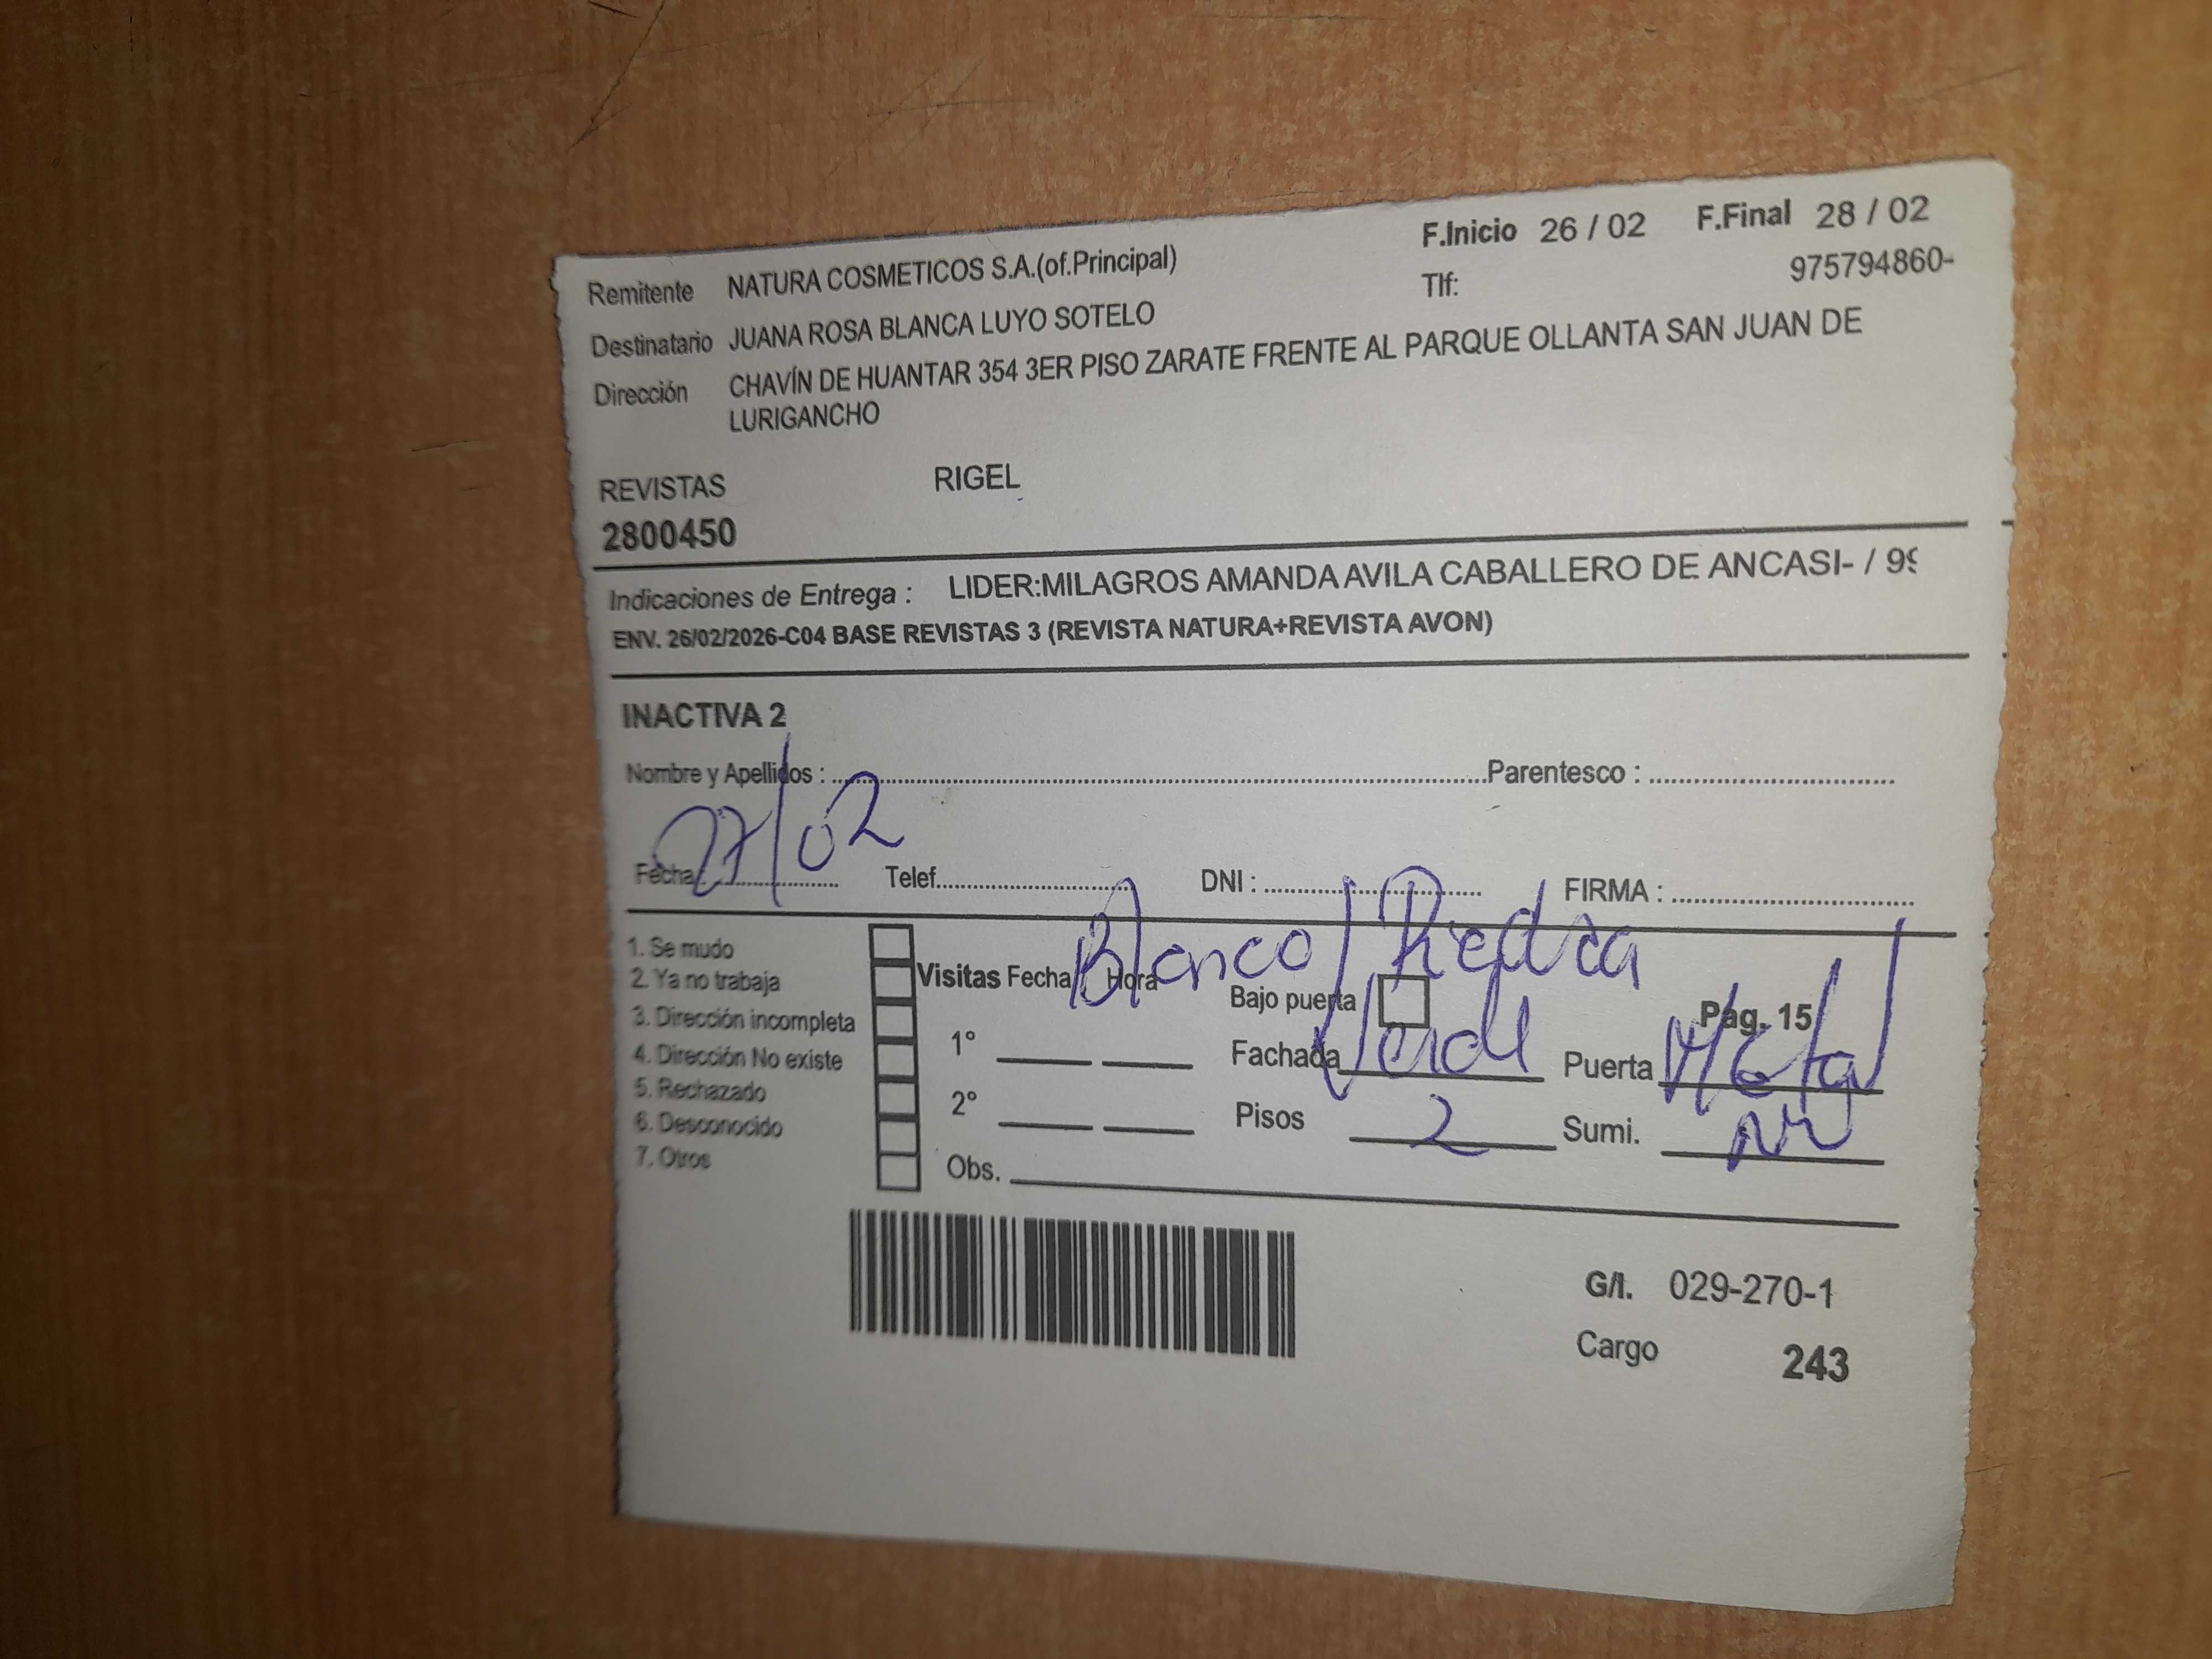 F.Inicio 26 / 02 F.Final 28 / 02
Remitente NATURA COSMETICOS S.A.(of.Principal) Tlf: 975794860-
Destinatario JUANA ROSA BLANCA LUYO SOTELO
Dirección CHAVÍN DE HUANTAR 354 3ER PISO ZARATE FRENTE AL PARQUE OLLANTA SAN JUAN DE
LURIGANCHO
REVISTAS RIGEL
2800450
Indicaciones de Entrega : LIDER:MILAGROS AMANDA AVILA CABALLERO DE ANCASI- / 99
ENV. 26/02/2026-C04 BASE REVISTAS 3 (REVISTA NATURA+REVISTA AVON)
INACTIVA 2
Nombre y Apellidos : Parentesco :
Fecha 27/02 Telef. DNI : FIRMA :
Blanco / Piedra
1. Se mudo
2. Ya no trabaja
3. Dirección incompleta
4. Dirección No existe
5. Rechazado
6. Desconocido
7. Otros
Visitas Fecha Hora Bajo puerta Pág. 15
1° Fachada Verde Puerta Metal
2° Pisos 2 Sumi.
Obs.
G/I. 029-270-1
Cargo 243